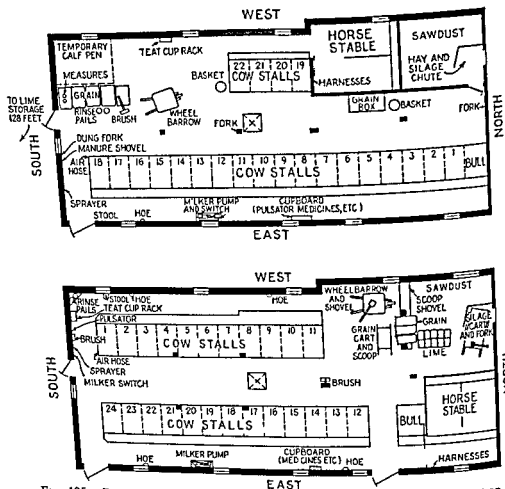 WEST
TEMPORARY
CALF PEN
TEAT CUP RACK
HORSE
STABLE
SAWDUST
MEASURES
22 21 20 19
COW STALLS
HAY AND
SILAGE
CHUTE
BASKET
HARNESSES
GRAIN
RINSE
PAILS
BRUSH
WHEEL
BARROW
GRAIN
BOX
BASKET
FORK
TO LIME
STORAGE
128 FEET
FORK
NORTH
SOUTH
DUNG FORK
MANURE SHOVEL
AIR
HOSE
18 17 16 15 14 13 12 11 10 9 8 7 6 5 4 3 2 1 BULL
COW STALLS
SPRAYER
STOOL
HOE
MILKER PUMP
AND SWITCH
CUPBOARD
(PULSATOR MEDICINES, ETC)
EAST
WEST
RINSE
PAILS
STOOL
HOE
TEAT CUP RACK
PULSATOR
HOE
WHEELBARROW
AND
SHOVEL
SCOOP
SHOVEL
SAWDUST
GRAIN
SILAGE
CART
AND FORK
BRUSH
1 2 3 4 5 6 7 8 9 10 11
COW STALLS
GRAIN
CART
AND
SCOOP
LIME
AIR HOSE
SPRAYER
MILKER SWITCH
BRUSH
SOUTH
NORTH
HORSE
STABLE
24 23 22 21 20 19 18 17 16 15 14 13 12
COW STALLS
BULL
HOE
MILKER PUMP
CUPBOARD
(MEDICINES ETC)
HOE
HARNESSES
EAST